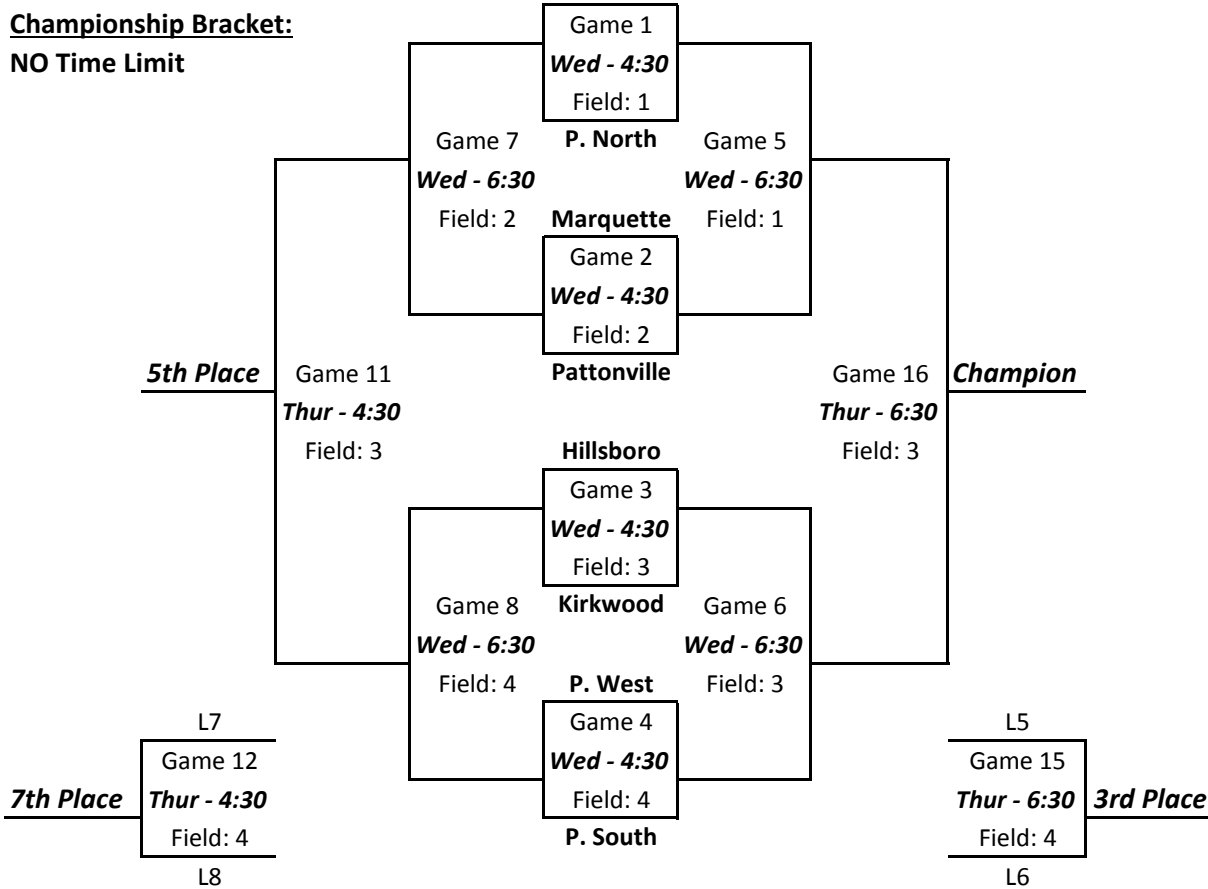 Championship Bracket:
NO Time Limit
Game 1
Wed - 4:30
Field: 1
P. North
Game 7
Wed - 6:30
Field: 2
Game 5
Wed - 6:30
Field: 1
Marquette
Game 2
Wed - 4:30
Field: 2
Pattonville
5th Place
Game 11
Thur - 4:30
Field: 3
Game 16
Thur - 6:30
Field: 3
Champion
Hillsboro
Game 3
Wed - 4:30
Field: 3
Kirkwood
Game 8
Wed - 6:30
Field: 4
Game 6
Wed - 6:30
Field: 3
P. West
Game 4
Wed - 4:30
Field: 4
P. South
L7
Game 12
7th Place
Thur - 4:30
Field: 4
L8
L5
Game 15
Thur - 6:30
3rd Place
Field: 4
L6